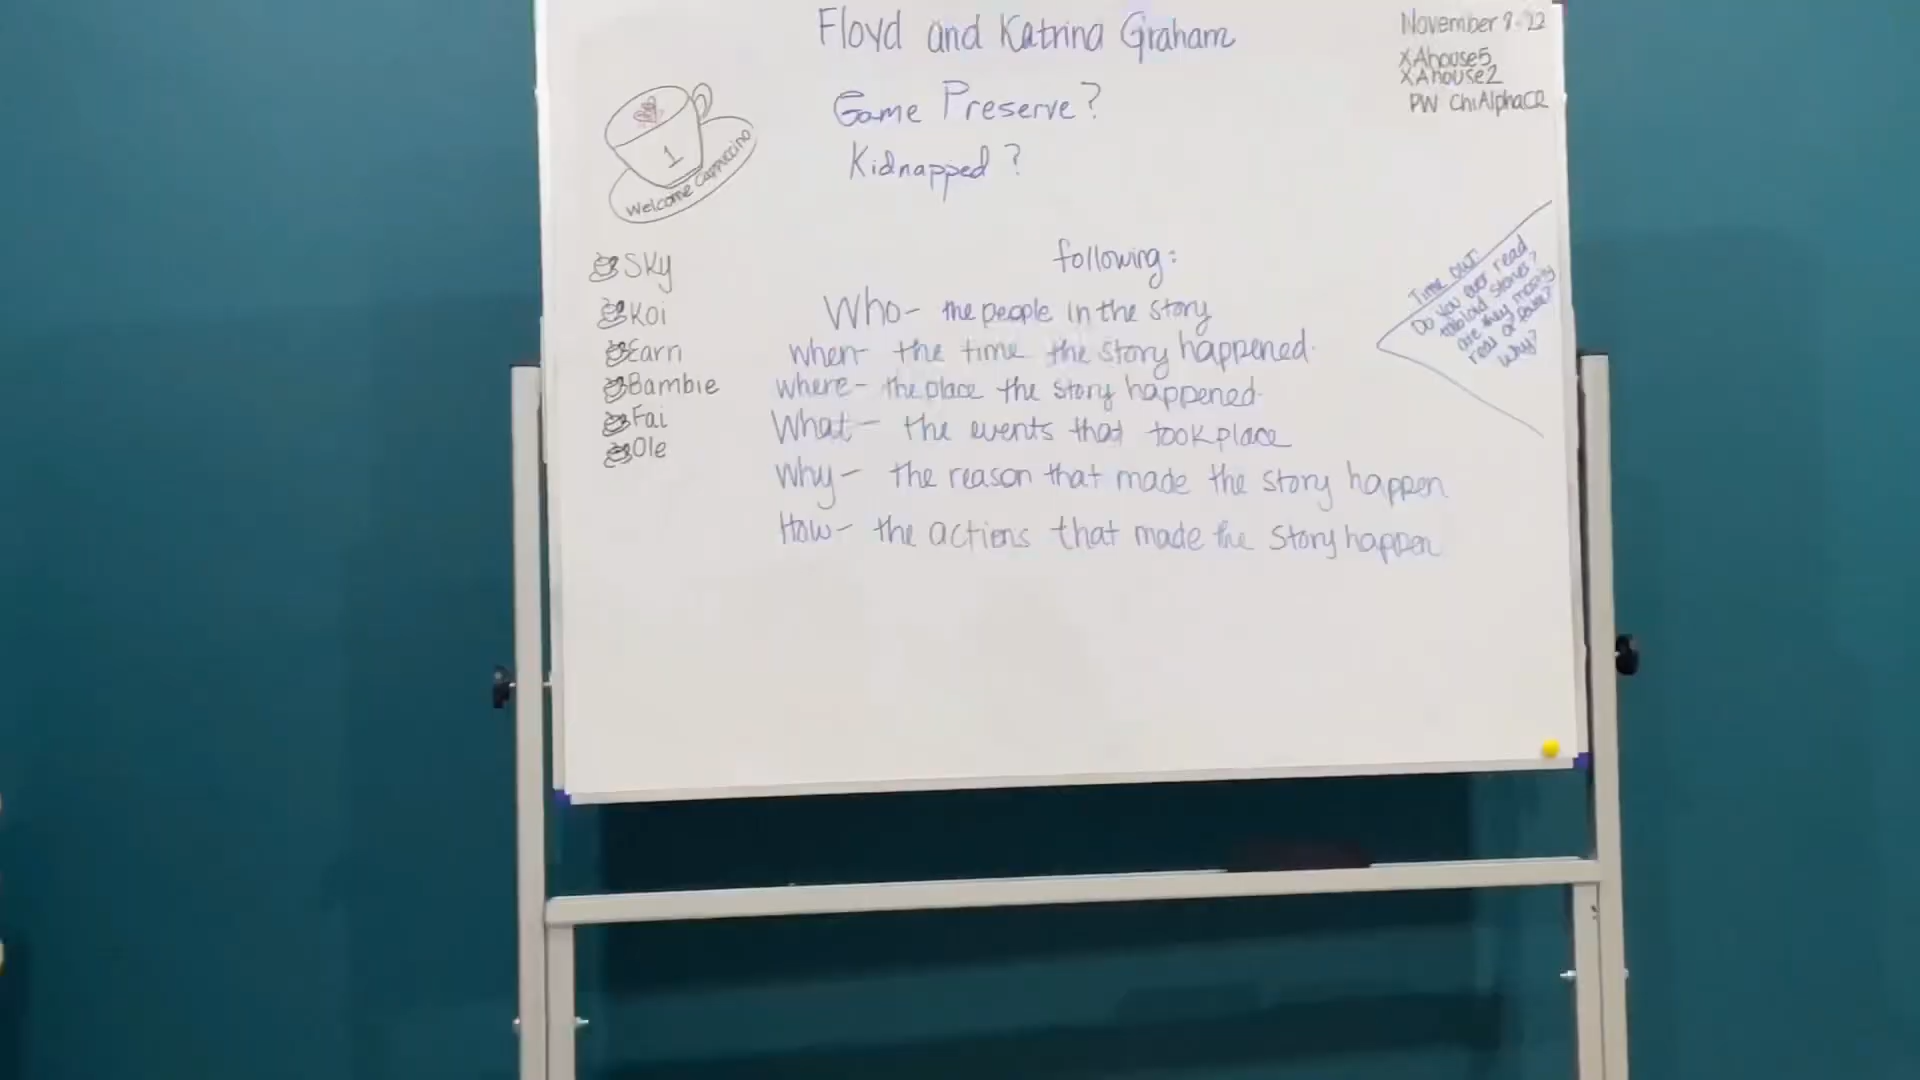 Floyd and Katrina Graham
Game Preserve?
Kidnapped?
November 8-22
XAhouse5
XAhouse2
PW ChiAlphaCR
1
Welcome Cappuccino
Sky
Koi
Earn
Bambie
Fai
Ole
following:
Who- the people in the story
when- the time the story happened.
where- the place the story happened.
What- the events that took place
Why- the reason that made the story happen
How- the actions that made the story happen
Time out:
Do you ever read
tabloid stories?
are they mostly
real or
Why?